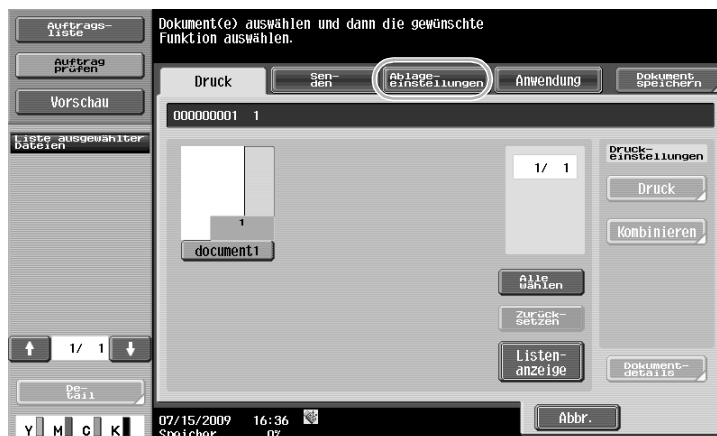 Auftrags-
liste
Auftrag
prüfen
Vorschau
Liste ausgewählter
Dateien
1/ 1
De-
tail
Y M C K
Dokument(e) auswählen und dann die gewünschte
Funktion auswählen.
Druck
Sen-
den
Ablage-
einstellungen
Anwendung
Dokument
speichern
000000001 1
1
document1
1/ 1
Alle
wählen
Zurück-
setzen
Listen-
anzeige
Druck-
einstellungen
Druck
Kombinieren
Dokument-
details
07/15/2009 16:36
Speicher 0%
Abbr.